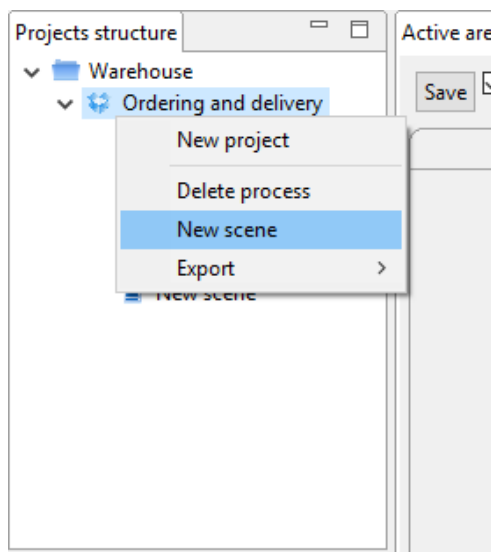 Projects structure
Active are
Warehouse
Save
Ordering and delivery
New project
Delete process
New scene
Export
New scene